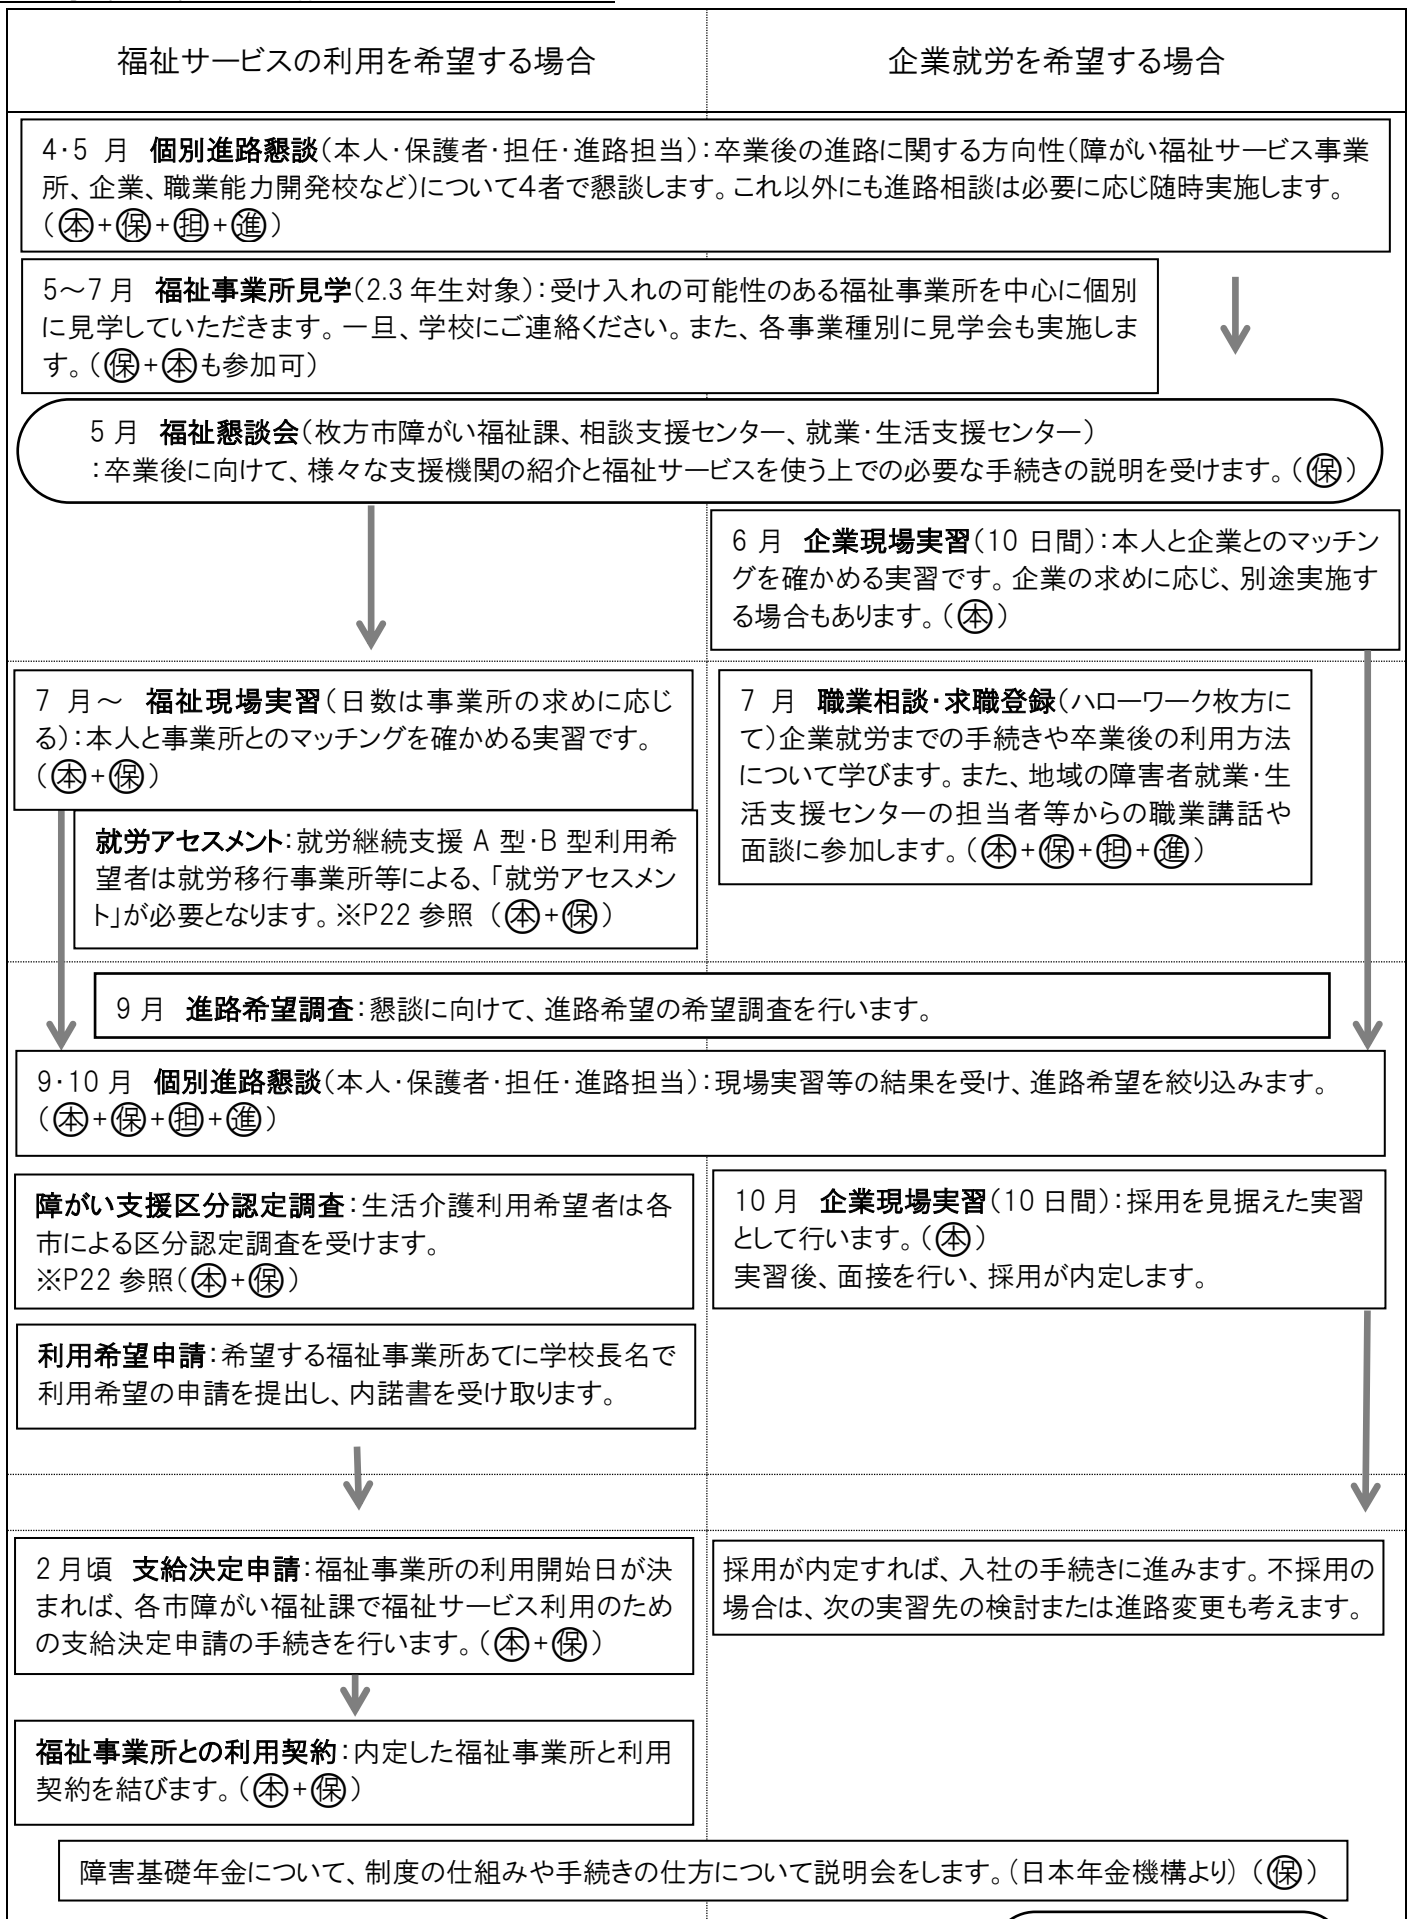 福祉サービスの利用を希望する場合
企業就労を希望する場合
4・5 月 個別進路懇談(本人・保護者・担任・進路担当):卒業後の進路に関する方向性(障がい福祉サービス事業
所、企業、職業能力開発校など)について4者で懇談します。これ以外にも進路相談は必要に応じ随時実施します。
(㊍本+保+担+進)
5～7 月 福祉事業所見学(2.3 年生対象):受け入れの可能性のある福祉事業所を中心に個別
に見学していただきます。一旦、学校にご連絡ください。また、各事業種別に見学会も実施しま
す。(保+本も参加可)
5 月 福祉懇談会(枚方市障がい福祉課、相談支援センター、就業・生活支援センター)
:卒業後に向けて、様々な支援機関の紹介と福祉サービスを使う上での必要な手続きの説明を受けます。(保)
6 月 企業現場実習(10 日間):本人と企業とのマッチン
グを確かめる実習です。企業の求めに応じ、別途実施す
る場合もあります。(本)
7 月～ 福祉現場実習(日数は事業所の求めに応じ
る):本人と事業所とのマッチングを確かめる実習です。
(本+保)
就労アセスメント:就労継続支援 A 型・B 型利用希
望者は就労移行事業所等による、「就労アセスメン
ト」が必要となります。※P22 参照 (本+保)
7 月 職業相談・求職登録(ハローワーク枚方に
て)企業就労までの手続きや卒業後の利用方法
について学びます。また、地域の障害者就業・生
活支援センターの担当者等からの職業講話や
面談に参加します。(本+保+担+進)
9 月 進路希望調査:懇談に向けて、進路希望の希望調査を行います。
9・10 月 個別進路懇談(本人・保護者・担任・進路担当):現場実習等の結果を受け、進路希望を絞り込みます。
(本+保+担+進)
障がい支援区分認定調査:生活介護利用希望者は各
市による区分認定調査を受けます。
※P22 参照(本+保)
利用希望申請:希望する福祉事業所あてに学校長名で
利用希望の申請を提出し、内諾書を受け取ります。
10 月 企業現場実習(10 日間):採用を見据えた実習
として行います。(本)
実習後、面接を行い、採用が内定します。
2 月頃 支給決定申請:福祉事業所の利用開始日が決
まれば、各市障がい福祉課で福祉サービス利用のため
の支給決定申請の手続きを行います。(本+保)
採用が内定すれば、入社の手続きに進みます。不採用の
場合は、次の実習先の検討または進路変更も考えます。
福祉事業所との利用契約:内定した福祉事業所と利用
契約を結びます。(本+保)
障害基礎年金について、制度の仕組みや手続きの仕方について説明会をします。(日本年金機構より) (保)